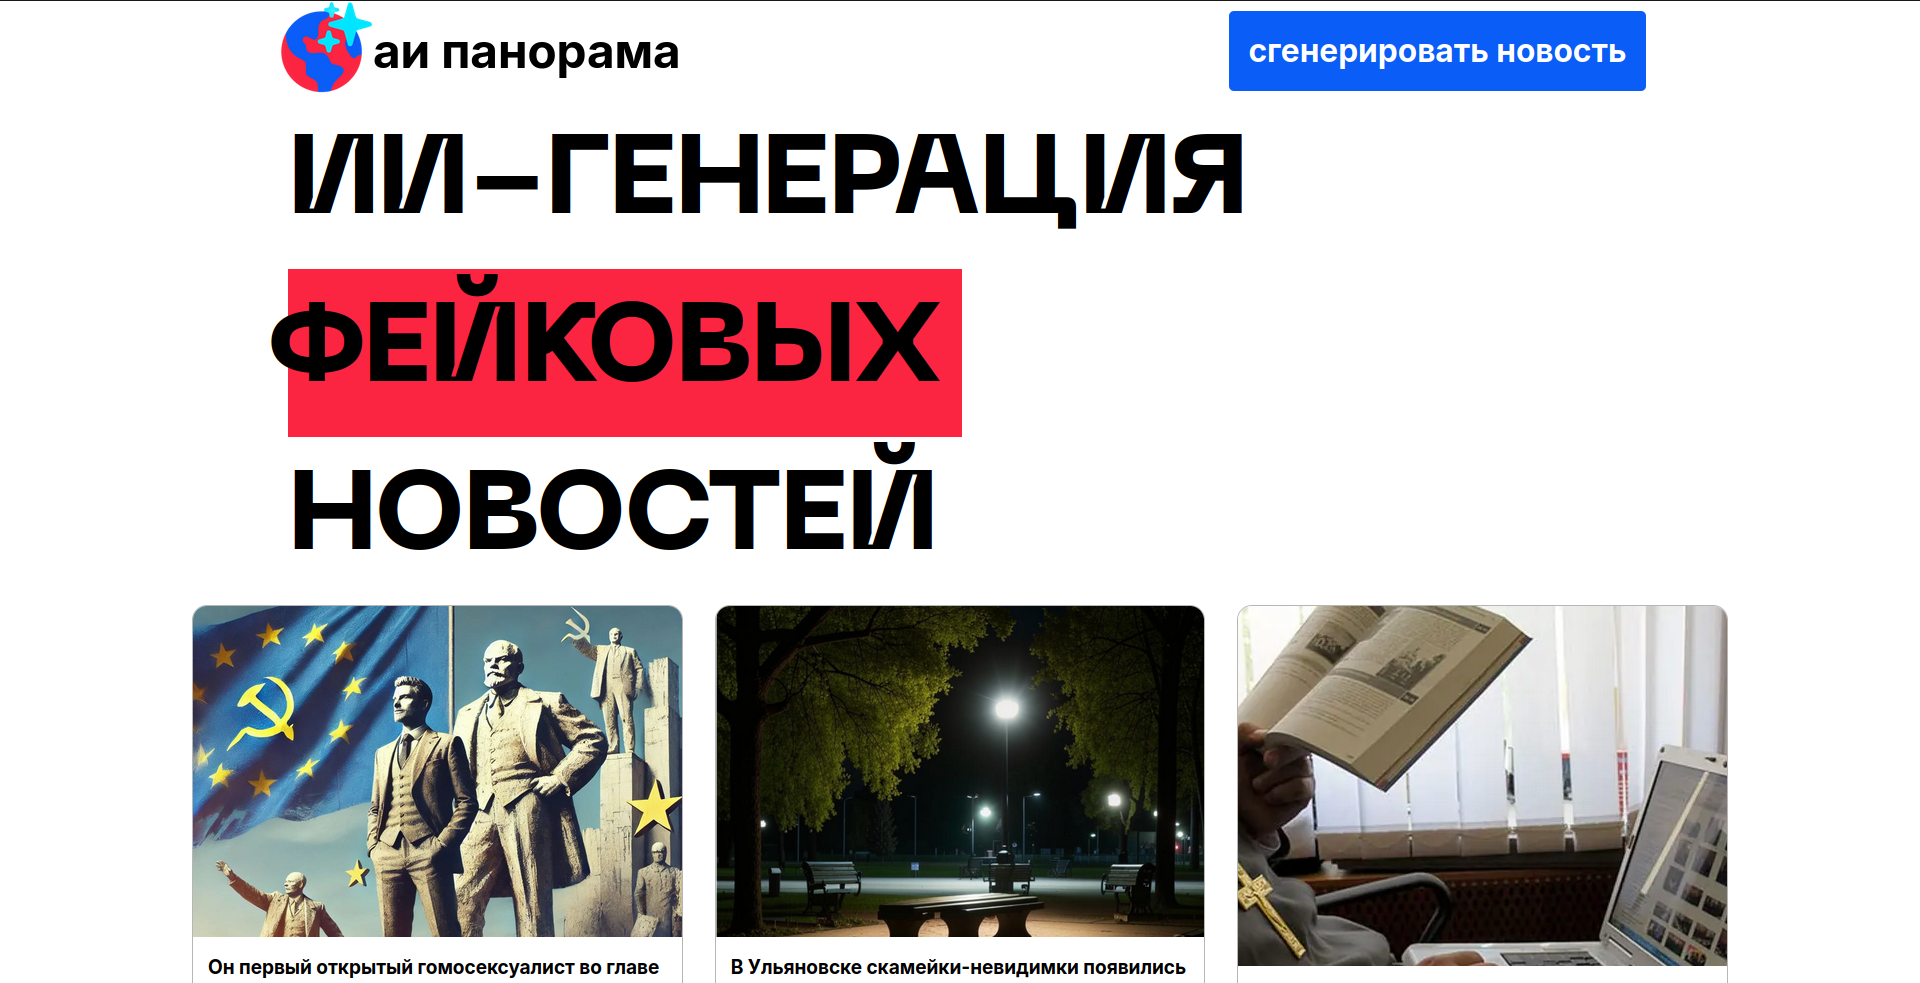 аи панорама
сгенерировать новость
ИИ-ГЕНЕРАЦИЯ
ФЕЙКОВЫХ
НОВОСТЕЙ
Он первый открытый гомосексуалист во главе
В Ульяновске скамейки-невидимки появились